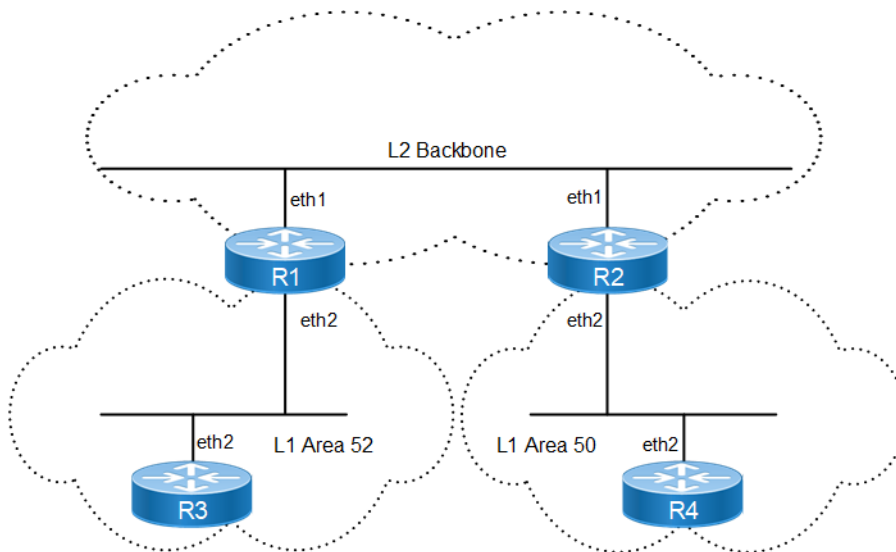 L2 Backbone
eth1
eth1
R1
R2
eth2
eth2
eth2
L1 Area 52
L1 Area 50
eth2
R3
R4